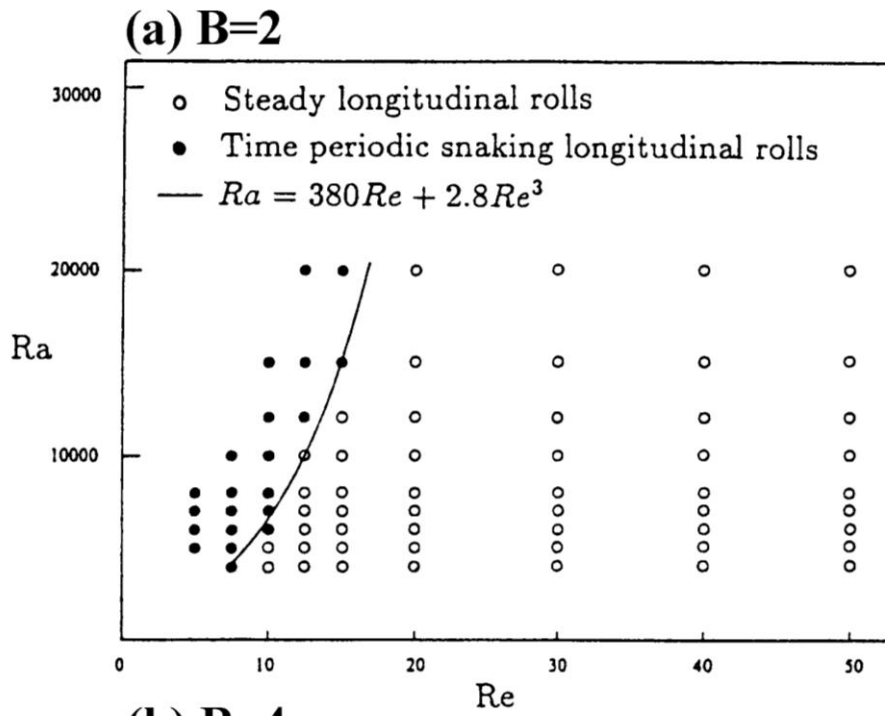 (a) B=2
30000
○ Steady longitudinal rolls
● Time periodic snaking longitudinal rolls
— Ra = 380Re + 2.8Re³
20000
Ra
10000
0 10 20 30 40 50
Re